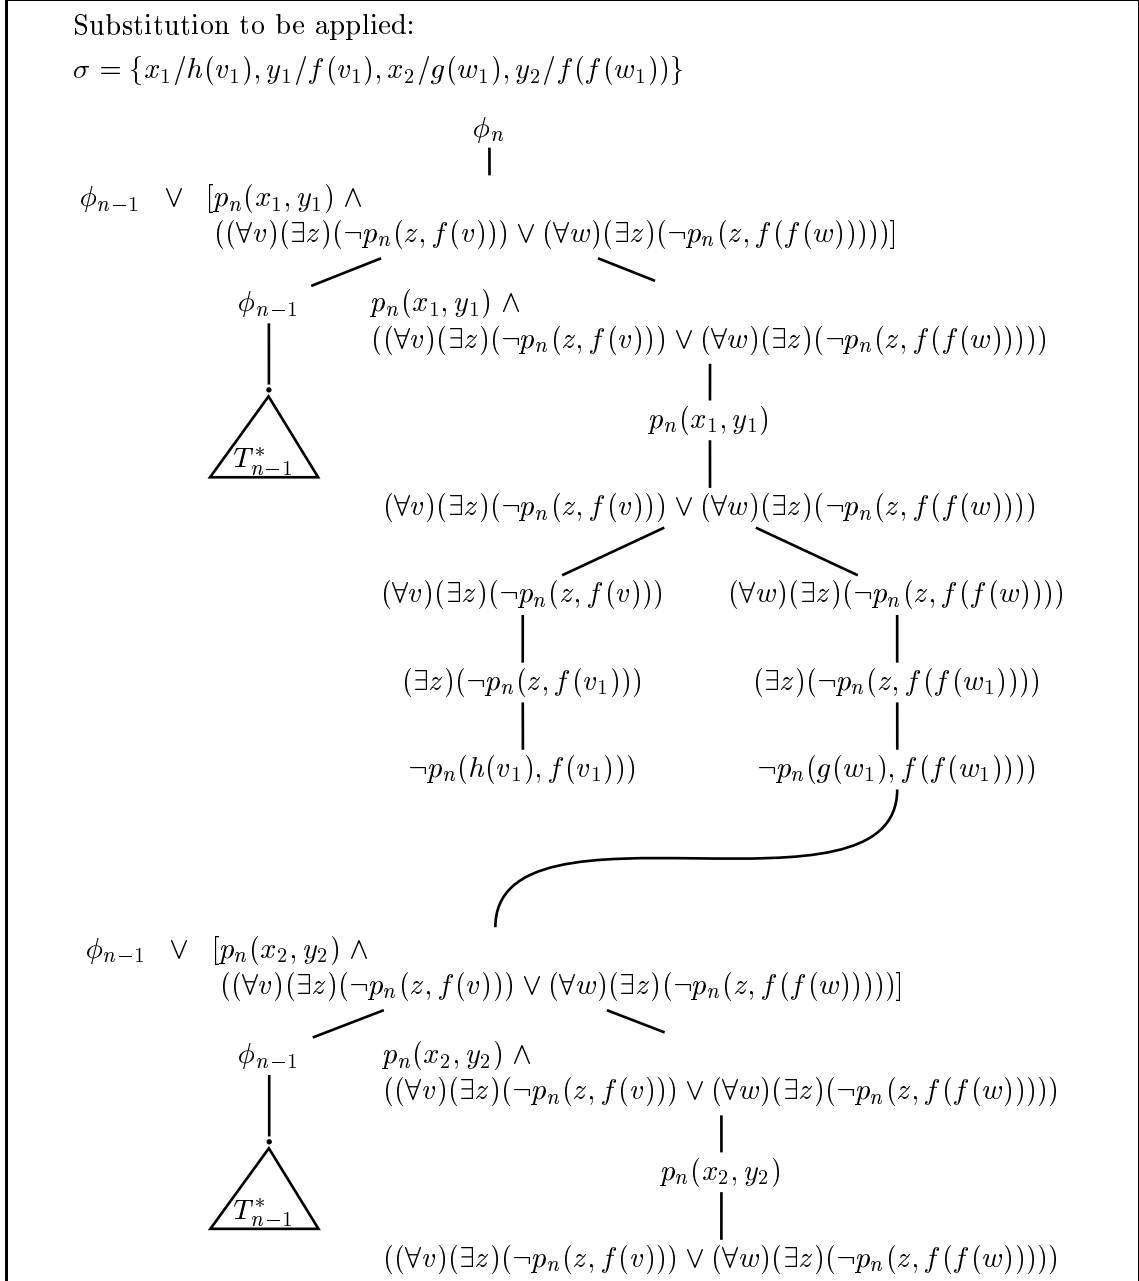 Substitution to be applied:
σ = {x₁/h(v₁), y₁/f(v₁), x₂/g(w₁), y₂/f(f(w₁))}
ϕₙ
ϕₙ₋₁ ∨ [pₙ(x₁, y₁) ∧
((∀v)(∃z)(¬pₙ(z, f(v))) ∨ (∀w)(∃z)(¬pₙ(z, f(f(w)))))]
ϕₙ₋₁ pₙ(x₁, y₁) ∧
((∀v)(∃z)(¬pₙ(z, f(v))) ∨ (∀w)(∃z)(¬pₙ(z, f(f(w)))))
pₙ(x₁, y₁)
T*ₙ₋₁
(∀v)(∃z)(¬pₙ(z, f(v))) ∨ (∀w)(∃z)(¬pₙ(z, f(f(w))))
(∀v)(∃z)(¬pₙ(z, f(v))) (∀w)(∃z)(¬pₙ(z, f(f(w))))
(∃z)(¬pₙ(z, f(v₁))) (∃z)(¬pₙ(z, f(f(w₁))))
¬pₙ(h(v₁), f(v₁))) ¬pₙ(g(w₁), f(f(w₁))))
ϕₙ₋₁ ∨ [pₙ(x₂, y₂) ∧
((∀v)(∃z)(¬pₙ(z, f(v))) ∨ (∀w)(∃z)(¬pₙ(z, f(f(w)))))]
ϕₙ₋₁ pₙ(x₂, y₂) ∧
((∀v)(∃z)(¬pₙ(z, f(v))) ∨ (∀w)(∃z)(¬pₙ(z, f(f(w)))))
pₙ(x₂, y₂)
T*ₙ₋₁
((∀v)(∃z)(¬pₙ(z, f(v))) ∨ (∀w)(∃z)(¬pₙ(z, f(f(w)))))